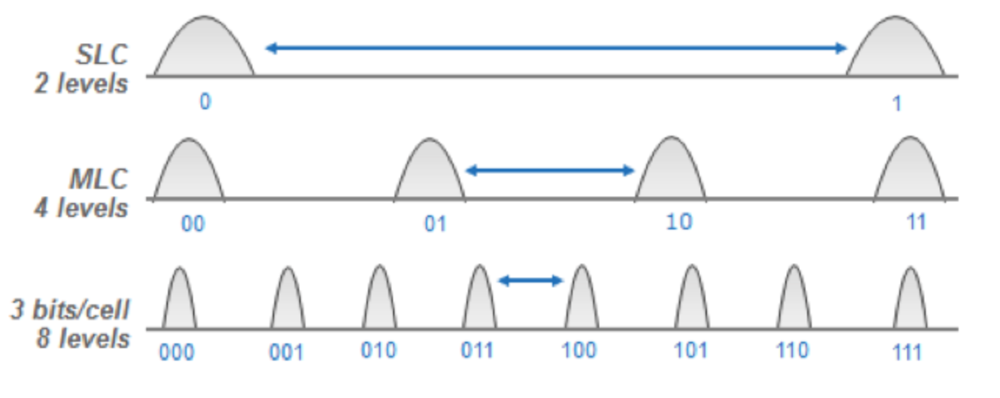 SLC
2 levels
0 1
MLC
4 levels
00 01 10 11
3 bits/cell
8 levels
000 001 010 011 100 101 110 111